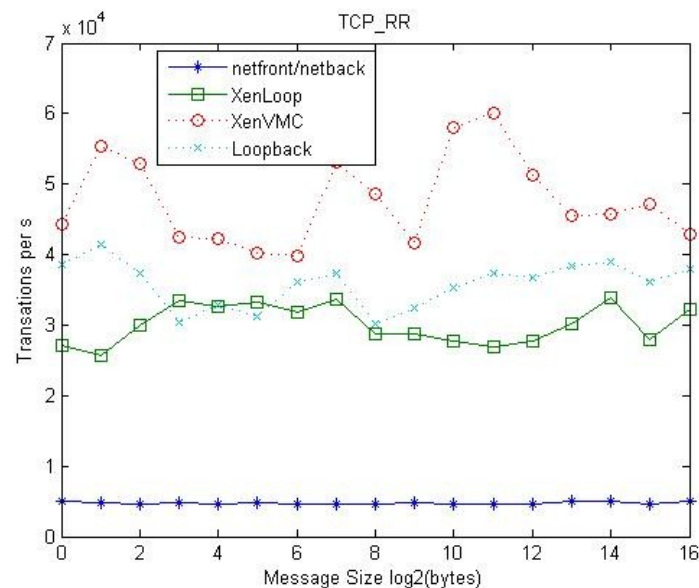 TCP_RR
x 10^4
7
6
5
4
3
2
1
0
Transations per s
netfront/netback
XenLoop
XenVMC
Loopback
0 2 4 6 8 10 12 14 16
Message Size log2(bytes)